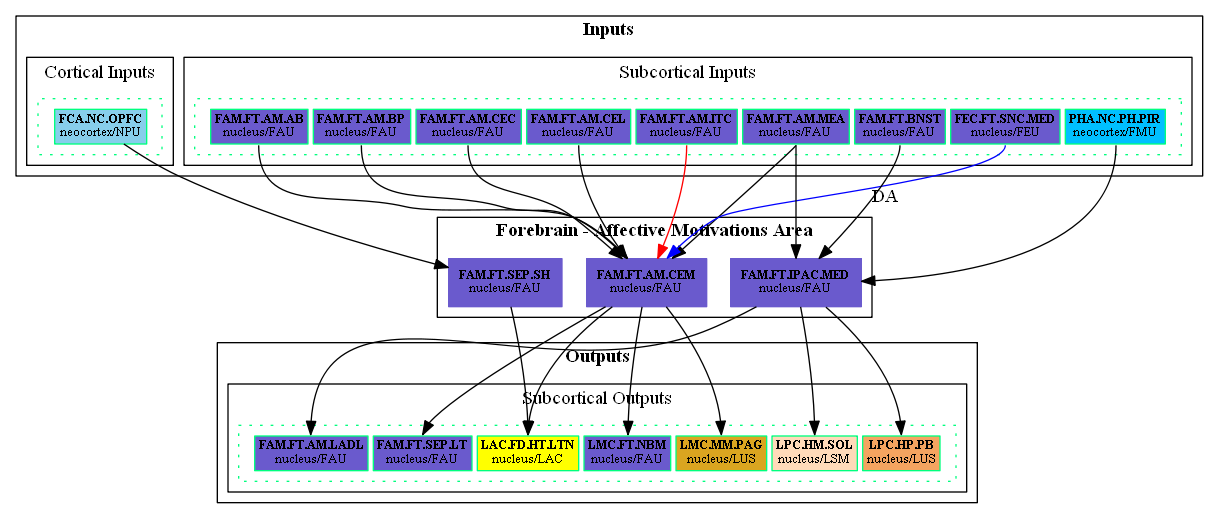 Inputs
Cortical Inputs
Subcortical Inputs
FCA.NC.OPFC
neocortex/NPU
FAM.FT.AM.AB
nucleus/FAU
FAM.FT.AM.BP
nucleus/FAU
FAM.FT.AM.CEC
nucleus/FAU
FAM.FT.AM.CEL
nucleus/FAU
FAM.FT.AM.ITC
nucleus/FAU
FAM.FT.AM.MEA
nucleus/FAU
FAM.FT.BNST
nucleus/FAU
FEC.FT.SNC.MED
nucleus/FEU
PHA.NC.PH.PIR
neocortex/FMU
DA
Forebrain - Affective Motivations Area
FAM.FT.SEP.SH
nucleus/FAU
FAM.FT.AM.CEM
nucleus/FAU
FAM.FT.IPAC.MED
nucleus/FAU
Outputs
Subcortical Outputs
FAM.FT.AM.LADL
nucleus/FAU
FAM.FT.SEP.LT
nucleus/FAU
LAC.FD.HT.LTN
nucleus/LAC
LMC.FT.NBM
nucleus/FAU
LMC.MM.PAG
nucleus/LUS
LPC.HM.SOL
nucleus/LSM
LPC.HP.PB
nucleus/LUS